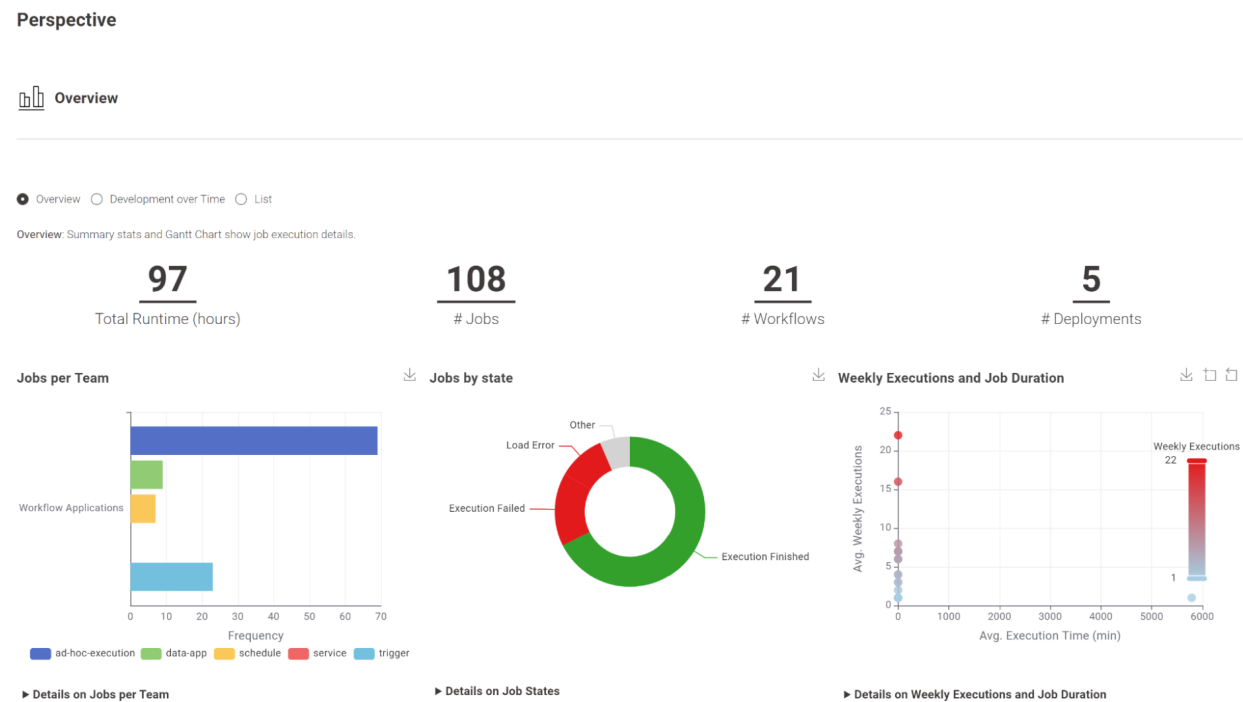 Perspective
Overview
Overview Development over Time List
Overview: Summary stats and Gantt Chart show job execution details.
97
Total Runtime (hours)
108
# Jobs
21
# Workflows
5
# Deployments
Jobs per Team
Workflow Applications
0 10 20 30 40 50 60 70
Frequency
ad-hoc-execution data-app schedule service trigger
▶ Details on Jobs per Team
Jobs by state
Other
Load Error
Execution Failed
Execution Finished
▶ Details on Job States
Weekly Executions and Job Duration
Avg. Weekly Executions
25
20
15
10
5
0
0 1000 2000 3000 4000 5000 6000
Avg. Execution Time (min)
Weekly Executions
22
1
▶ Details on Weekly Executions and Job Duration